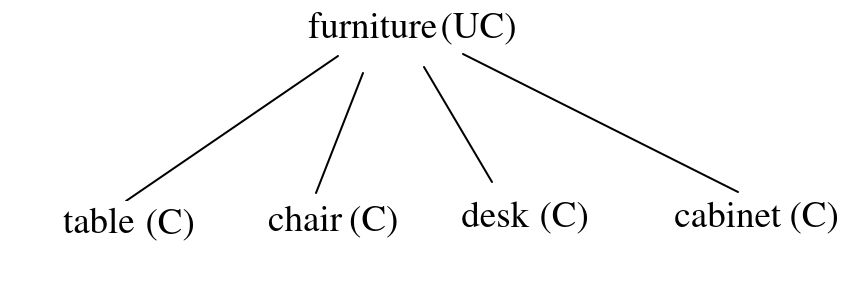 furniture (UC)
table (C) chair (C) desk (C) cabinet (C)